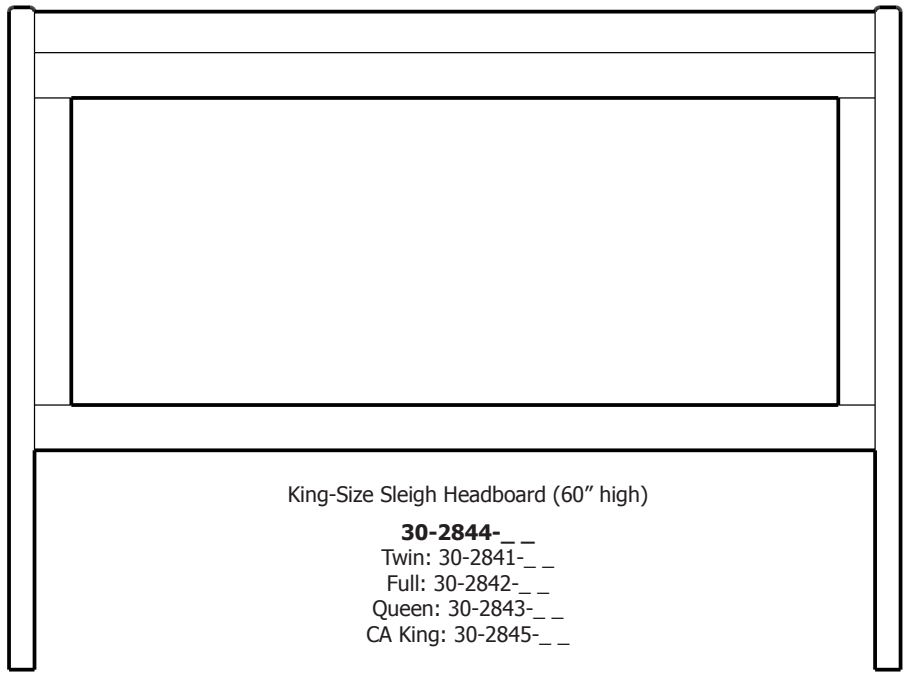 King-Size Sleigh Headboard (60” high)
30-2844-_ _
Twin: 30-2841-_ _
Full: 30-2842-_ _
Queen: 30-2843-_ _
CA King: 30-2845-_ _